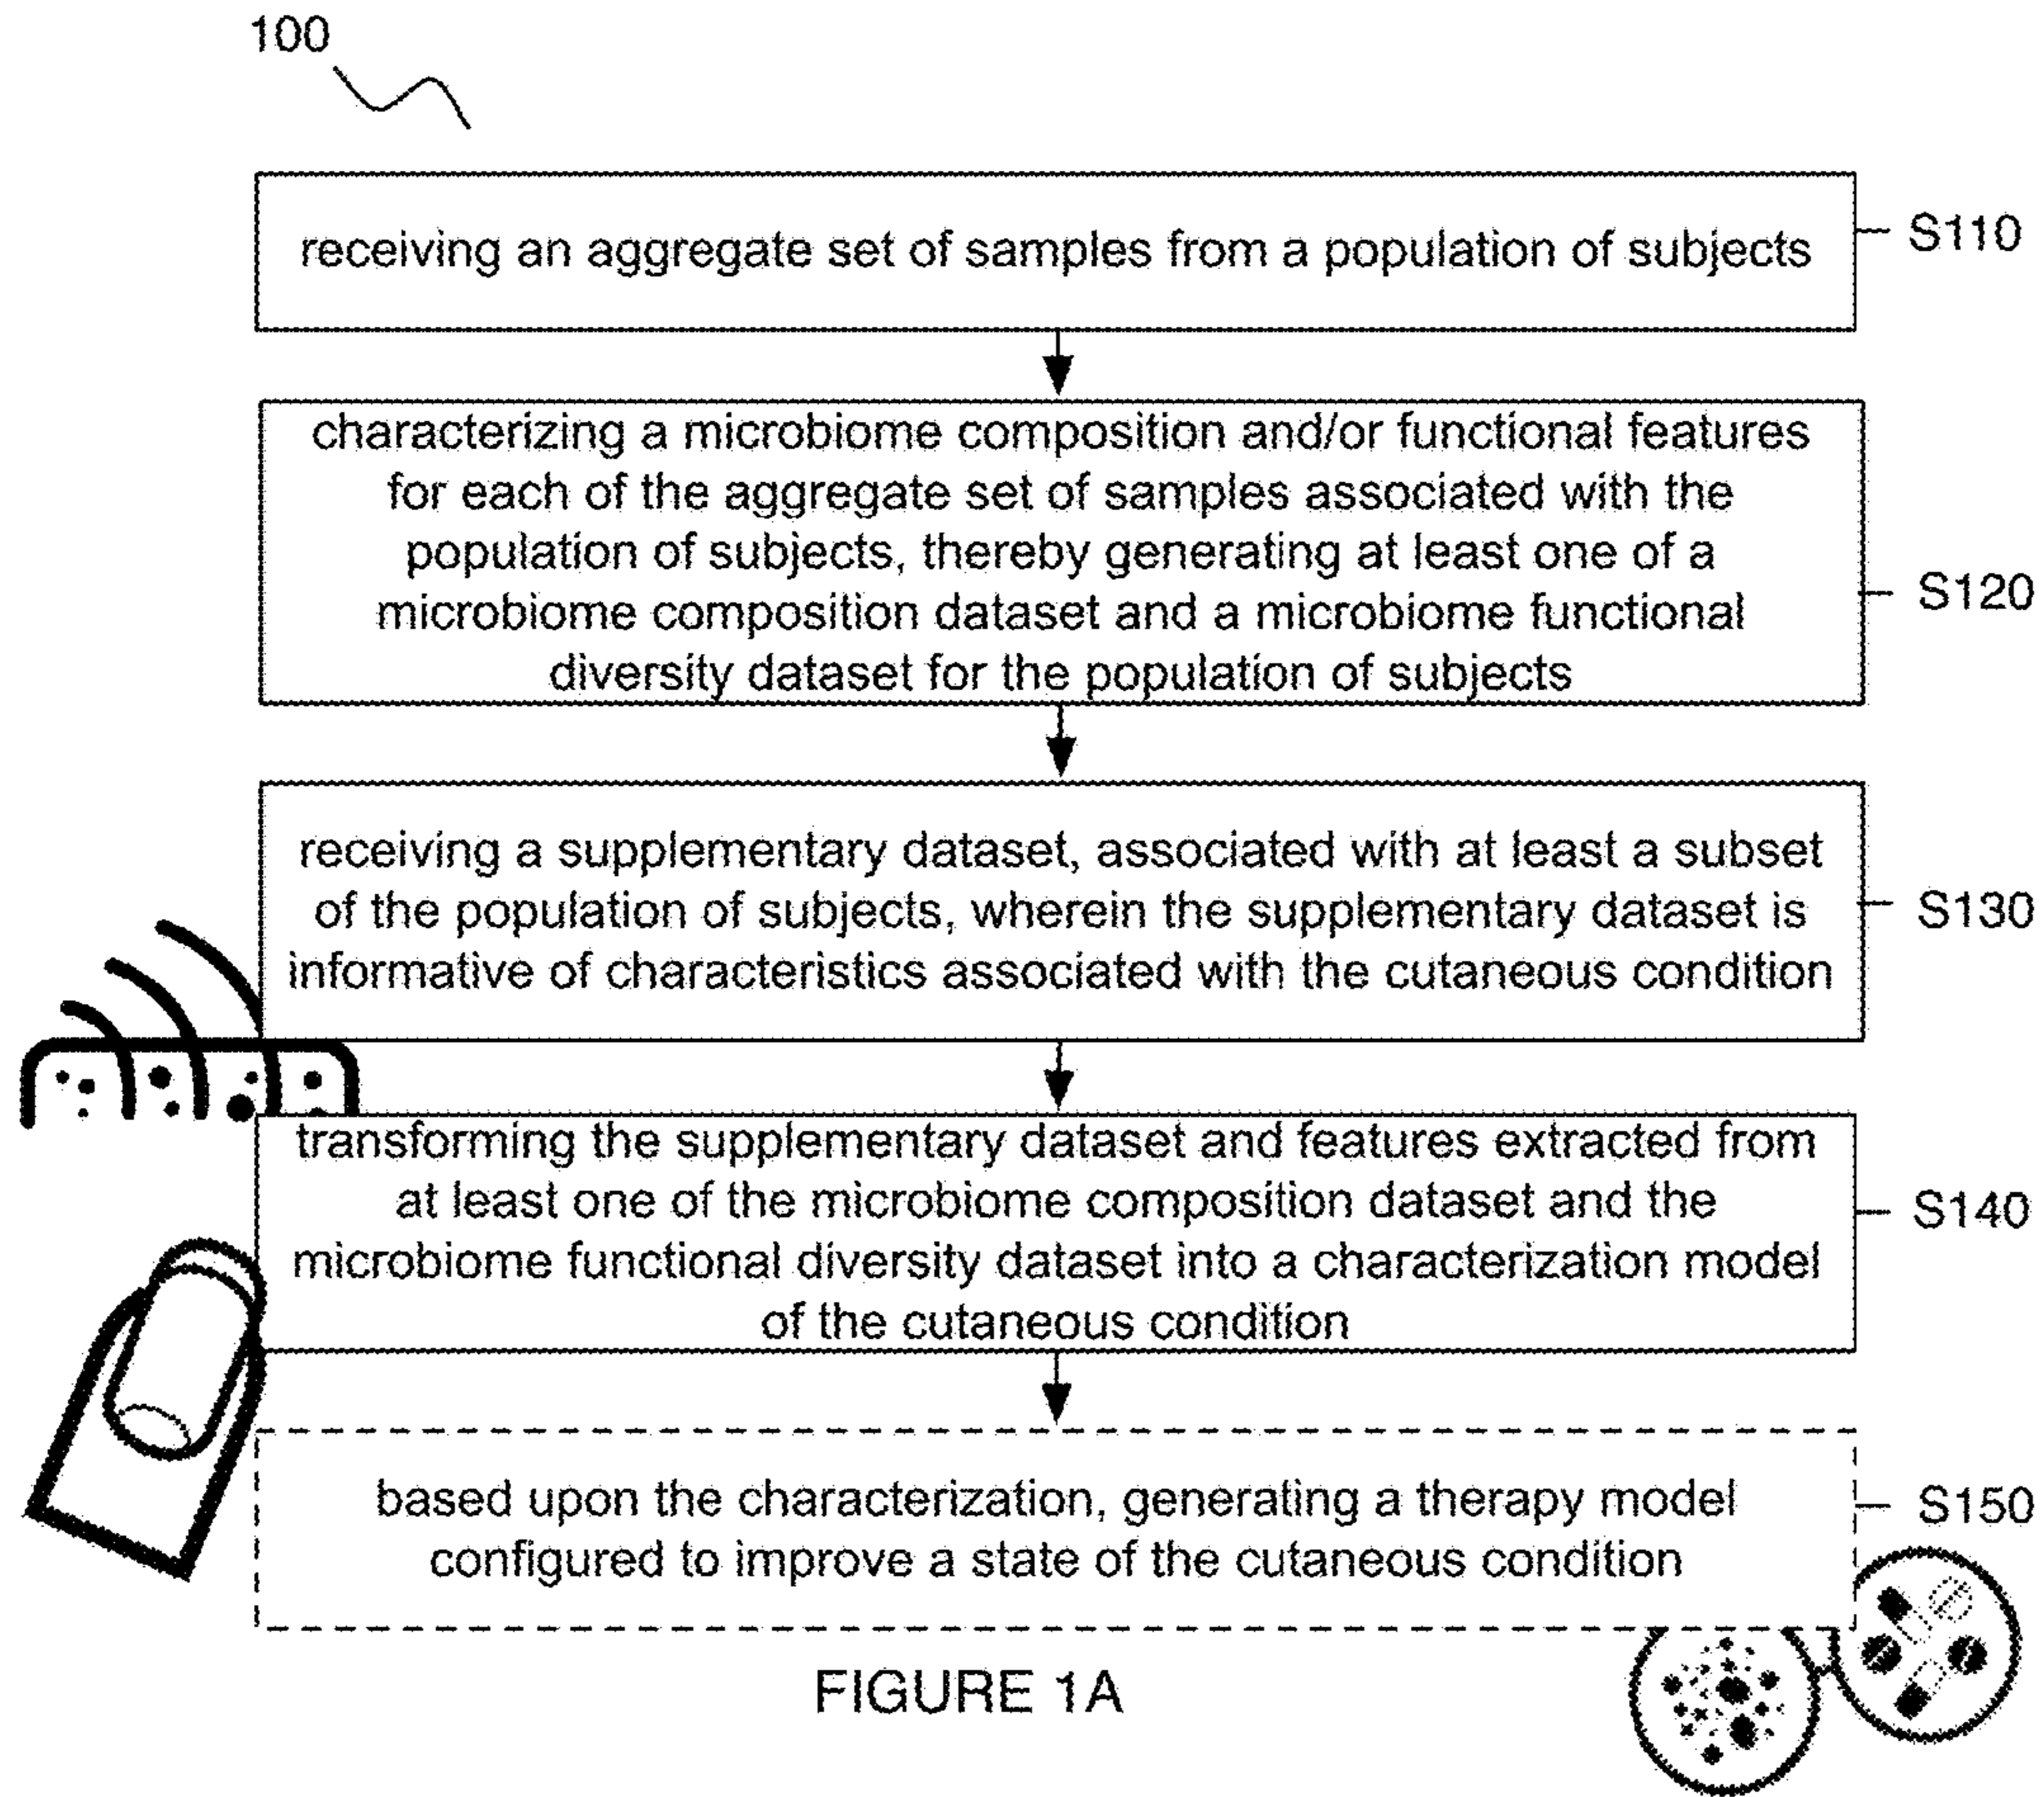 100
receiving an aggregate set of samples from a population of subjects
S110
characterizing a microbiome composition and/or functional features
for each of the aggregate set of samples associated with the
population of subjects, thereby generating at least one of a
microbiome composition dataset and a microbiome functional
diversity dataset for the population of subjects
S120
receiving a supplementary dataset, associated with at least a subset
of the population of subjects, wherein the supplementary dataset is
informative of characteristics associated with the cutaneous condition
S130
transforming the supplementary dataset and features extracted from
at least one of the microbiome composition dataset and the
microbiome functional diversity dataset into a characterization model
of the cutaneous condition
S140
based upon the characterization, generating a therapy model
configured to improve a state of the cutaneous condition
S150
FIGURE 1A